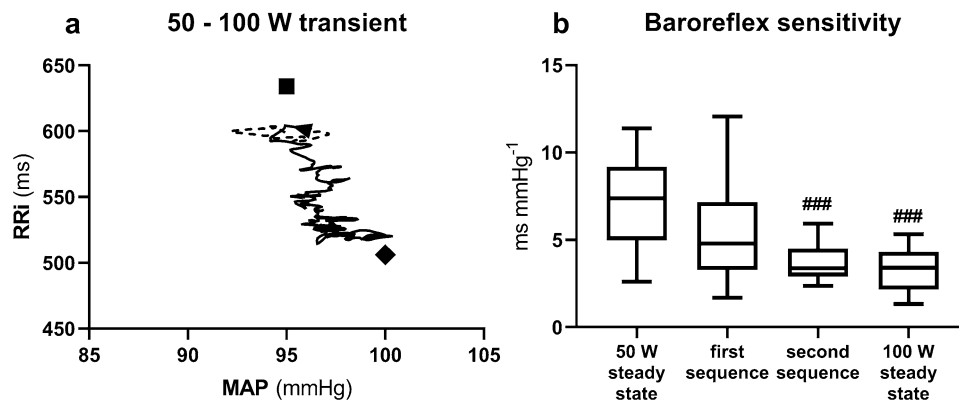 a
50 - 100 W transient
650
600
550
500
450
RRi (ms)
85
90
95
100
105
MAP (mmHg)
b
Baroreflex sensitivity
15
10
5
0
ms mmHg⁻¹
###
###
50 W
steady
state
first
sequence
second
sequence
100 W
steady
state